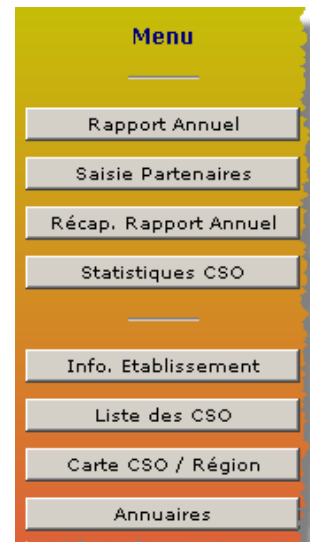 Menu
Rapport Annuel
Saisie Partenaires
Récap. Rapport Annuel
Statistiques CSO
Info. Etablissement
Liste des CSO
Carte CSO / Région
Annuaires